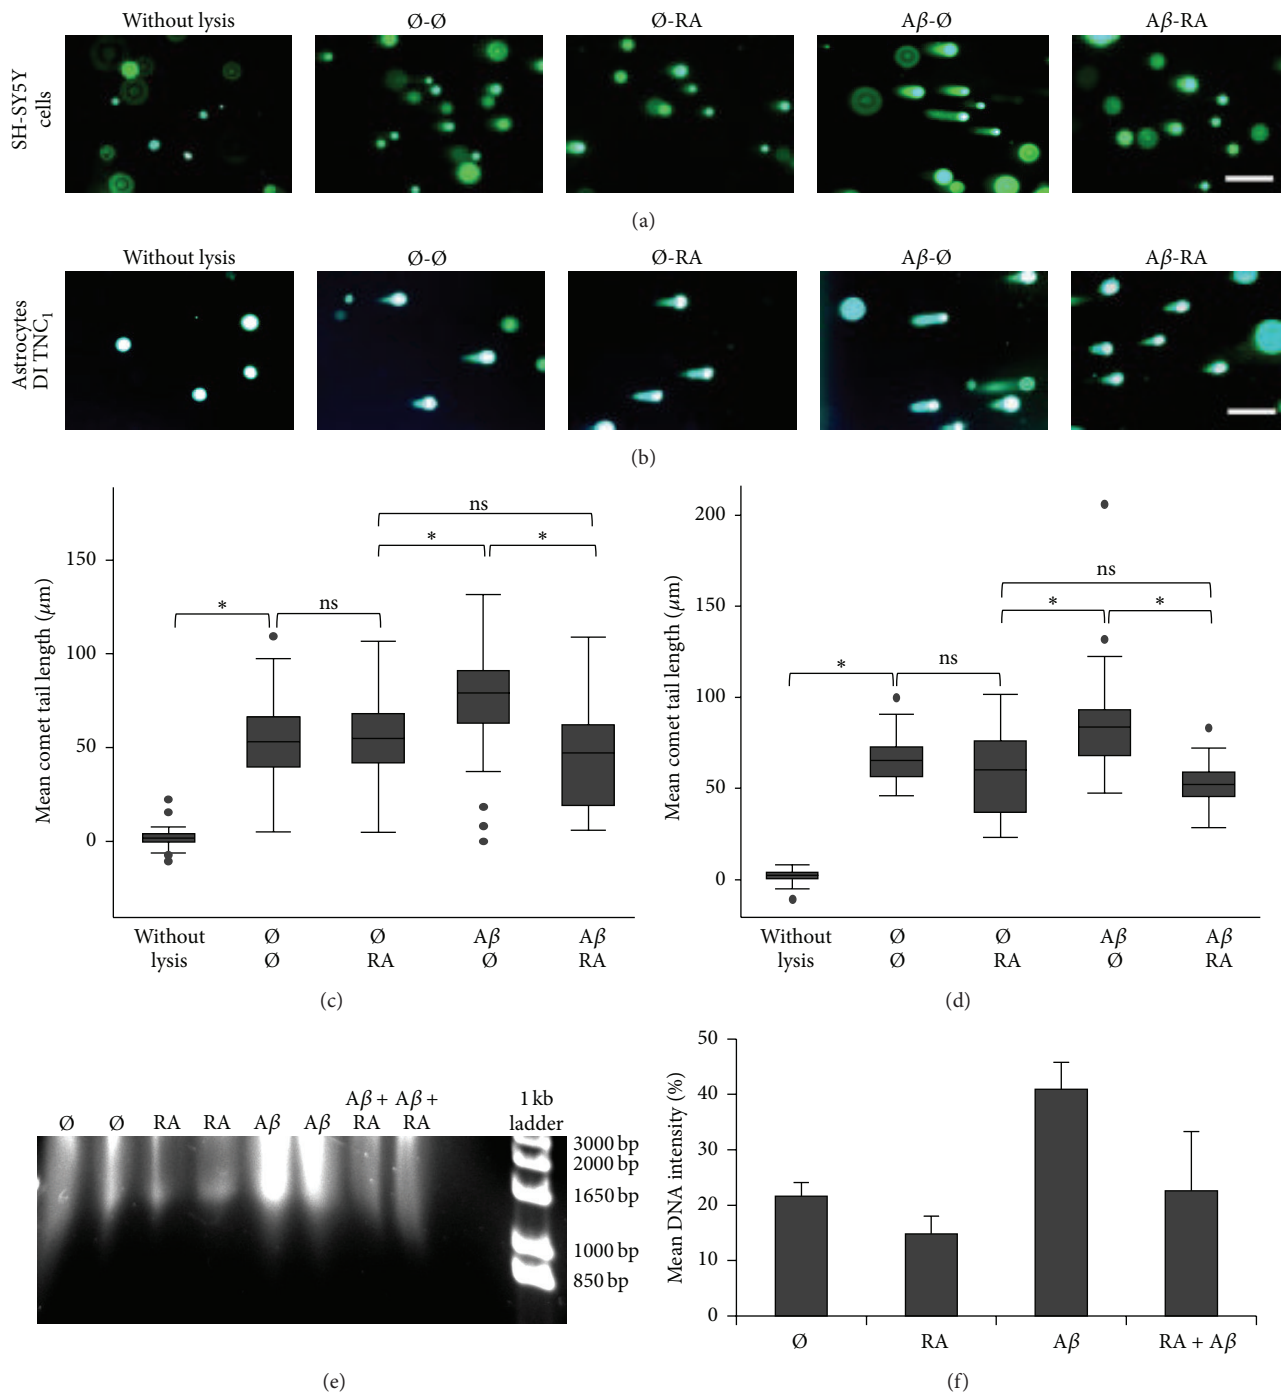 Without lysis Ø-Ø Ø-RA Aβ-Ø Aβ-RA
SH-SY5Y
cells
(a)
Without lysis Ø-Ø Ø-RA Aβ-Ø Aβ-RA
Astrocytes
DI TNC₁
(b)
Mean comet tail length (μm)
150
100
50
0
ns
* *
* ns
Without Ø Ø Aβ Aβ
lysis Ø RA Ø RA
(c)
Mean comet tail length (μm)
200
150
100
50
0
ns
* *
* ns
Without Ø Ø Aβ Aβ
lysis Ø RA Ø RA
(d)
Aβ + Aβ + 1 kb
Ø Ø RA RA Aβ Aβ RA RA ladder
3000 bp
2000 bp
1650 bp
1000 bp
850 bp
(e)
Mean DNA intensity (%)
50
40
30
20
10
0
Ø RA Aβ RA + Aβ
(f)